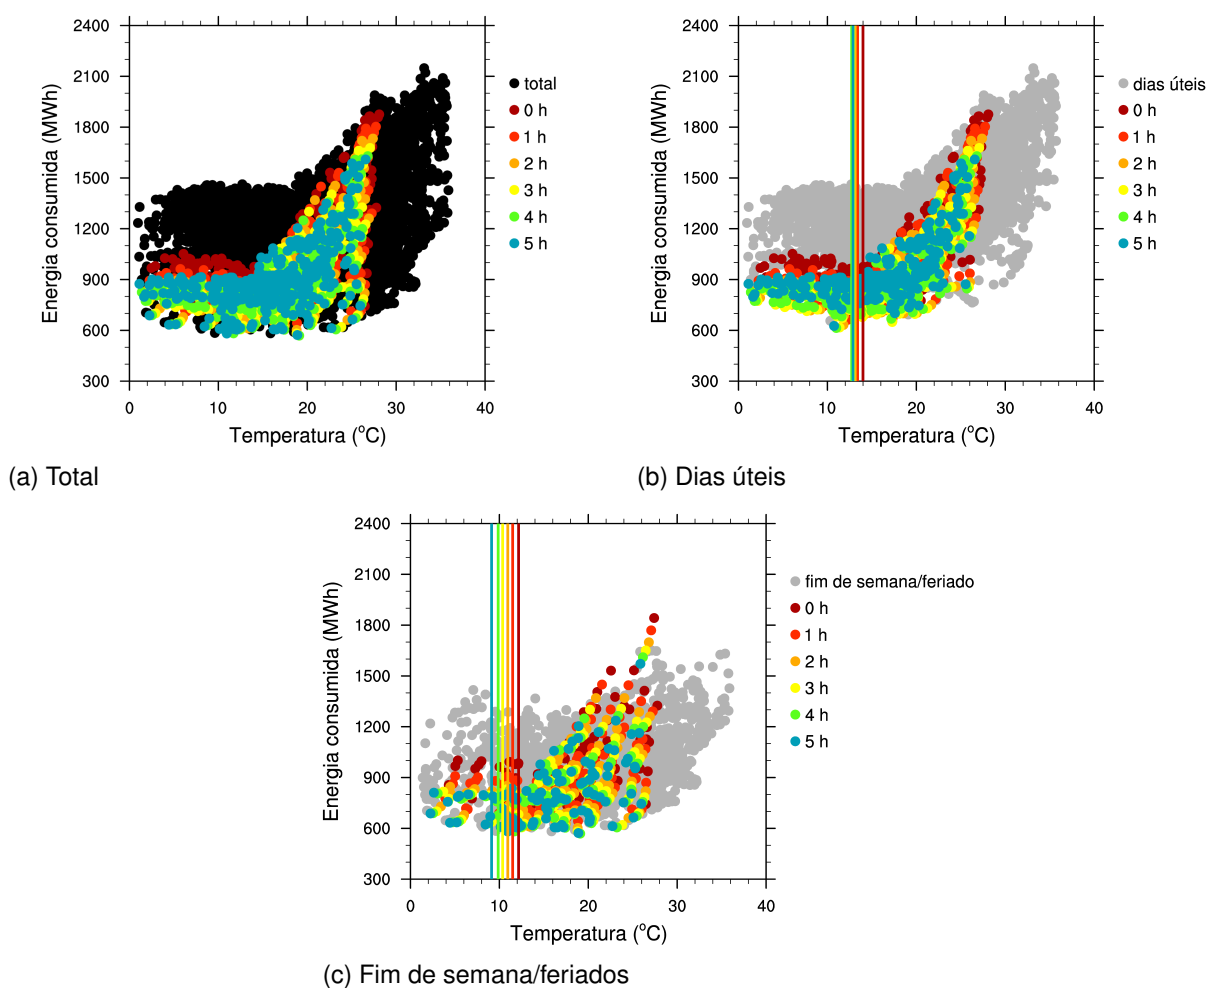 2400
2100
1800
1500
1200
900
600
300
0
10
20
30
40
Energia consumida (MWh)
Temperatura (°C)
total
0 h
1 h
2 h
3 h
4 h
5 h
(a) Total
2400
2100
1800
1500
1200
900
600
300
0
10
20
30
40
Energia consumida (MWh)
Temperatura (°C)
dias úteis
0 h
1 h
2 h
3 h
4 h
5 h
(b) Dias úteis
2400
2100
1800
1500
1200
900
600
300
0
10
20
30
40
Energia consumida (MWh)
Temperatura (°C)
fim de semana/feriado
0 h
1 h
2 h
3 h
4 h
5 h
(c) Fim de semana/feriados